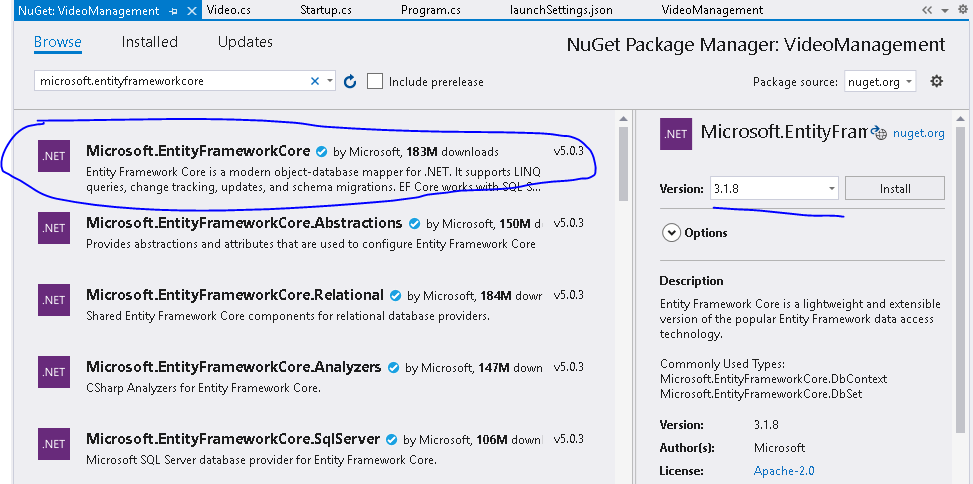 NuGet: VideoManagement
Video.cs
Startup.cs
Program.cs
launchSettings.json
VideoManagement
Browse
Installed
Updates
NuGet Package Manager: VideoManagement
microsoft.entityframeworkcore
Include prerelease
Package source: nuget.org
.NET
Microsoft.EntityFrameworkCore by Microsoft, 183M downloads
v5.0.3
Entity Framework Core is a modern object-database mapper for .NET. It supports LINQ
queries, change tracking, updates, and schema migrations. EF Core works with SQL S...
.NET
Microsoft.EntityFrameworkCore.Abstractions by Microsoft, 150M d
v5.0.3
Provides abstractions and attributes that are used to configure Entity Framework Core
.NET
Microsoft.EntityFrameworkCore.Relational by Microsoft, 184M downr
v5.0.3
Shared Entity Framework Core components for relational database providers.
.NET
Microsoft.EntityFrameworkCore.Analyzers by Microsoft, 147M down
v5.0.3
CSharp Analyzers for Entity Framework Core.
.NET
Microsoft.EntityFrameworkCore.SqlServer by Microsoft, 106M downl
v5.0.3
Microsoft SQL Server database provider for Entity Framework Core.
.NET
Microsoft.EntityFram
nuget.org
Version: 3.1.8
Install
Options
Description
Entity Framework Core is a lightweight and extensible
version of the popular Entity Framework data access
technology.
Commonly Used Types:
Microsoft.EntityFrameworkCore.DbContext
Microsoft.EntityFrameworkCore.DbSet
Version: 3.1.8
Author(s): Microsoft
License: Apache-2.0